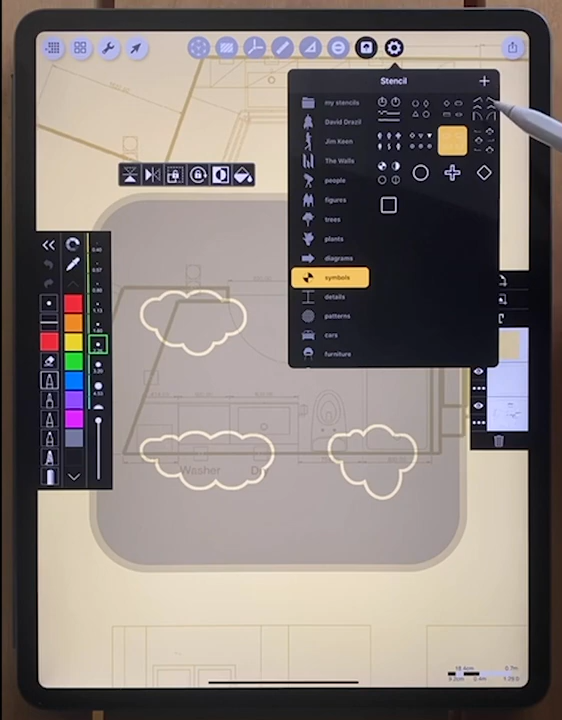 Stencil
my stencils
David Drazil
Jim Keen
The Walls
people
figures
trees
plants
diagrams
symbols
details
patterns
cars
furniture
Washer